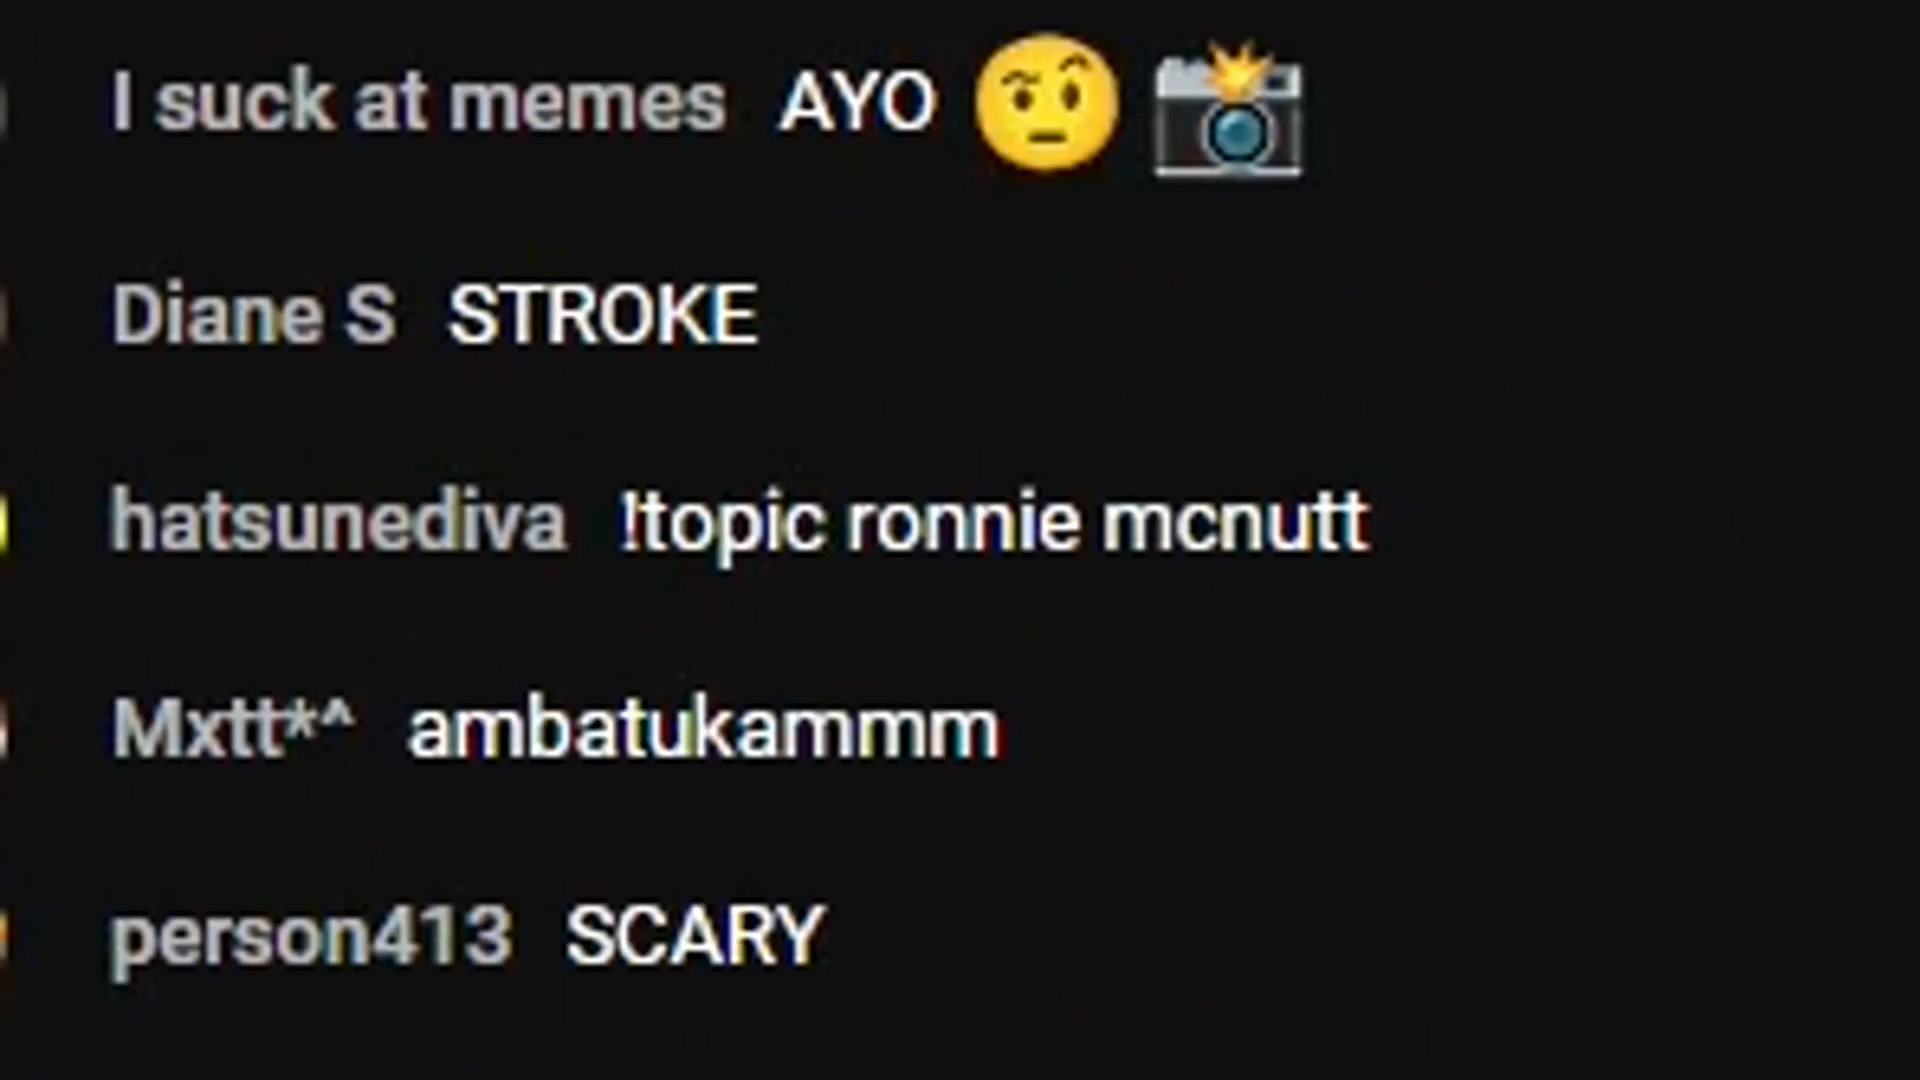 I suck at memes AYO 🤨 📸
Diane S STROKE
hatsunediva !topic ronnie mcnutt
Mxtt*^ ambatukammm
person413 SCARY